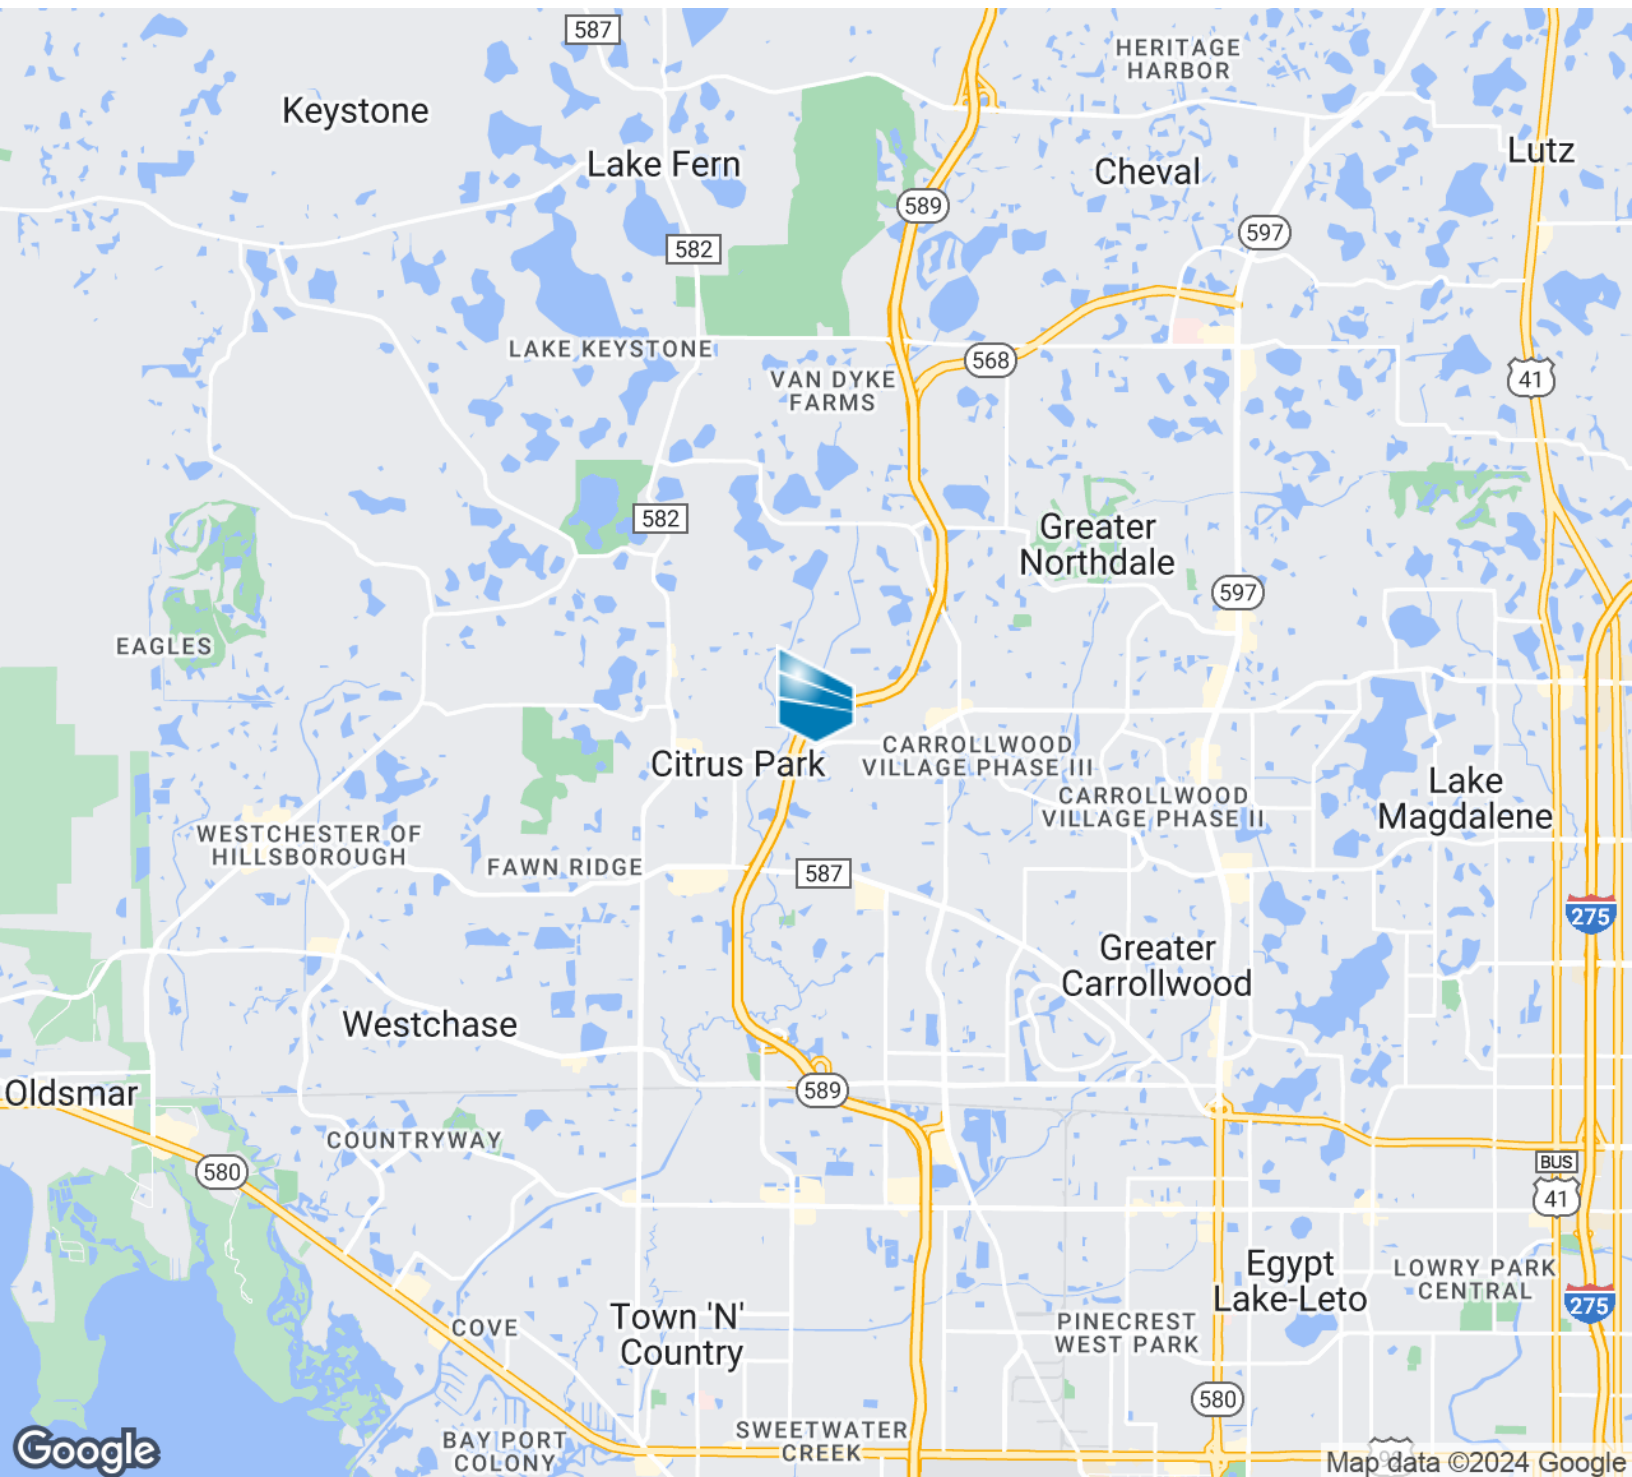 587
HERITAGE
HARBOR
Keystone
Lake Fern
Cheval
Lutz
589
597
582
LAKE KEYSTONE
568
VAN DYKE
FARMS
41
582
Greater
Northdale
597
EAGLES
Citrus Park
CARROLLWOOD
VILLAGE PHASE III
CARROLLWOOD
VILLAGE PHASE II
Lake
Magdalene
WESTCHESTER OF
HILLSBOROUGH
FAWN RIDGE
587
275
Greater
Carrollwood
Westchase
Oldsmar
589
COUNTRYWAY
580
BUS
41
Egypt
Lake-Leto
LOWRY PARK
CENTRAL
275
COVE
Town 'N'
Country
PINECREST
WEST PARK
580
SWEETWATER
CREEK
BAY PORT
COLONY
Google
Map data ©2024 Google